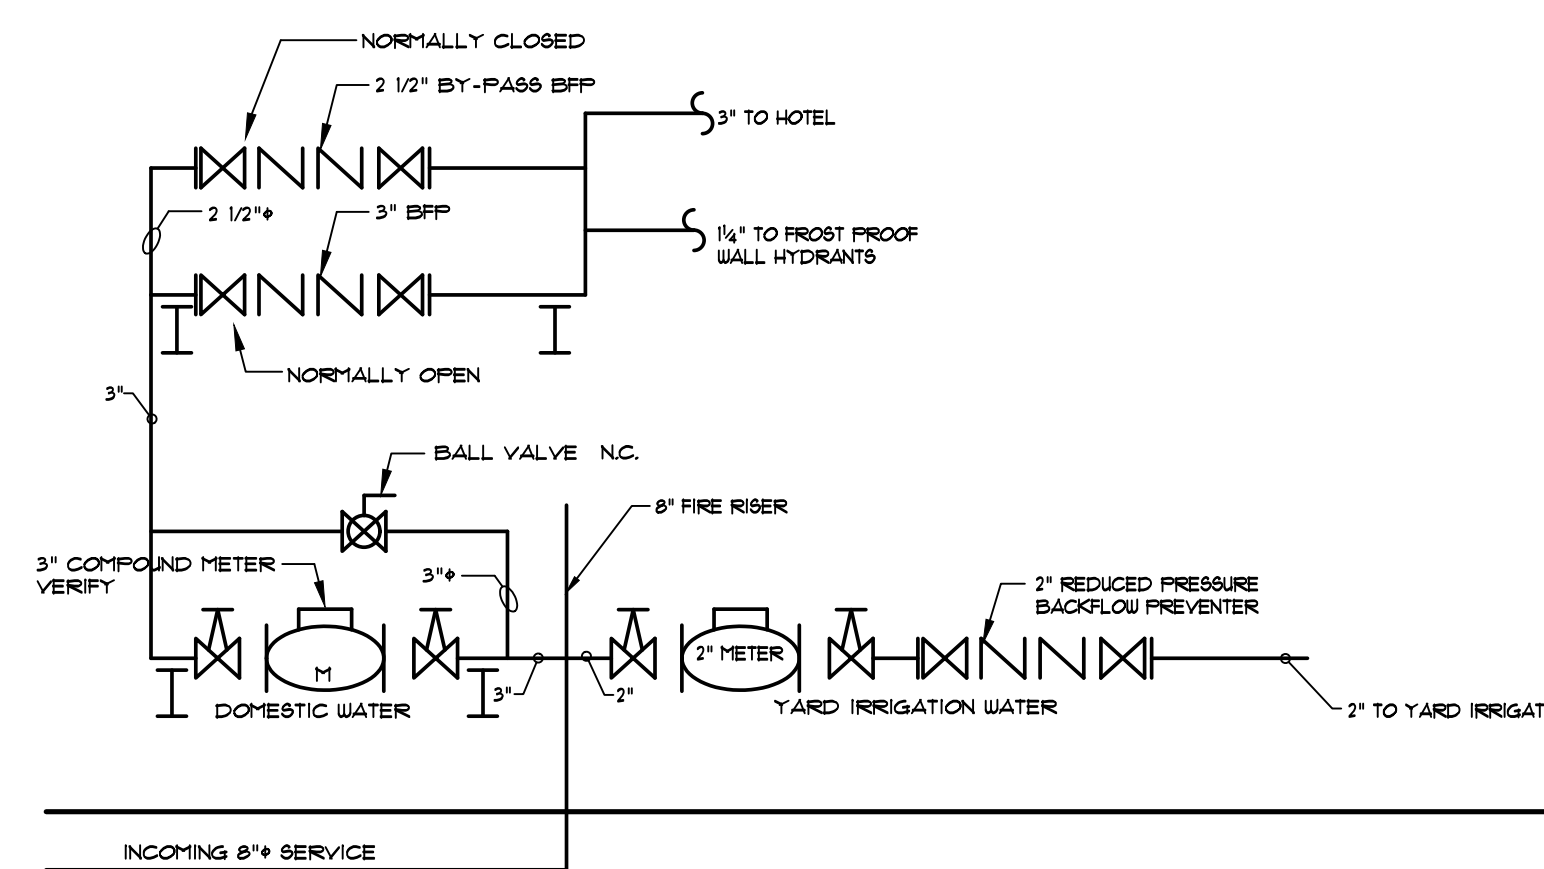 NORMALLY CLOSED
2 1/2" BY-PASS BFP
3" TO HOTEL
2 1/2"ϕ
3" BFP
1¼" TO FROST PROOF
WALL HYDRANTS
NORMALLY OPEN
3"
BALL VALVE N.C.
8" FIRE RISER
3" COMPOUND METER
VERIFY
3"ϕ
2" REDUCED PRESSURE
BACKFLOW PREVENTER
M
2" METER
3"
2"
DOMESTIC WATER
YARD IRRIGATION WATER
2" TO YARD IRRIGAT
INCOMING 8"ϕ SERVICE